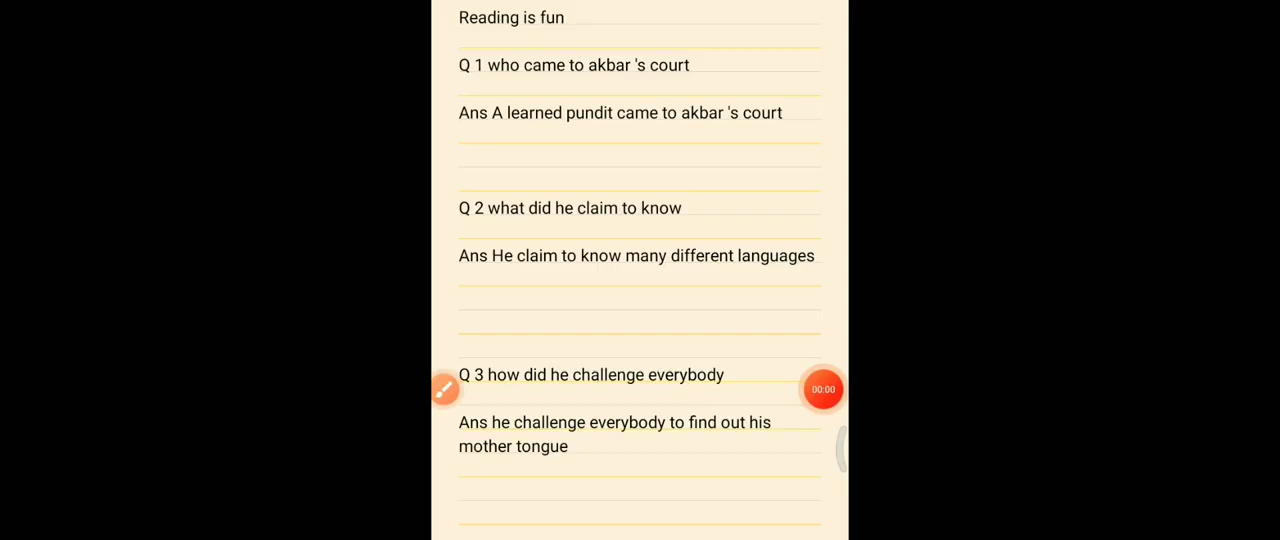 Reading is fun
Q 1 who came to akbar 's court
Ans A learned pundit came to akbar 's court
Q 2 what did he claim to know
Ans He claim to know many different languages
Q 3 how did he challenge everybody
00:00
Ans he challenge everybody to find out his
mother tongue